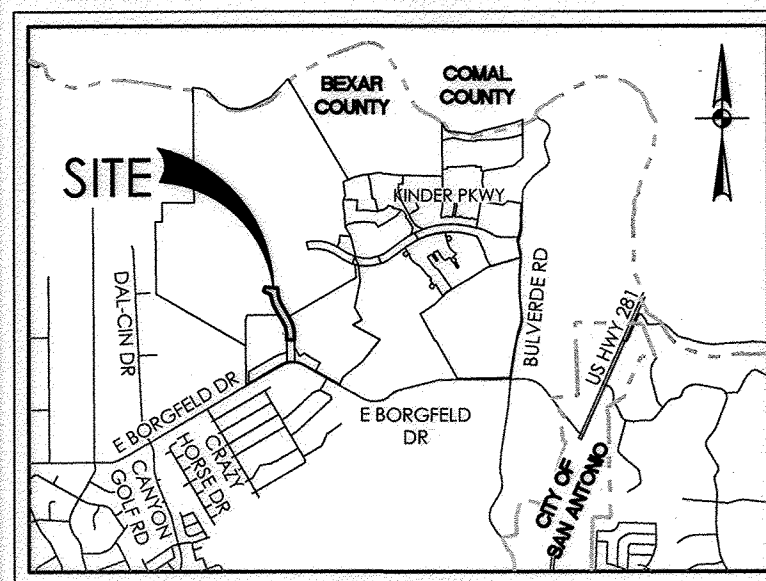 BEXAR
COUNTY
COMAL
COUNTY
SITE
KINDER PKWY
DAL-CIN DR
BULVERDE RD
US HWY 281
E BORGFELD DR
E BORGFELD
DR
CRAZY
HORSE DR
CANYON
GOLF RD
CITY OF
SAN ANTONIO